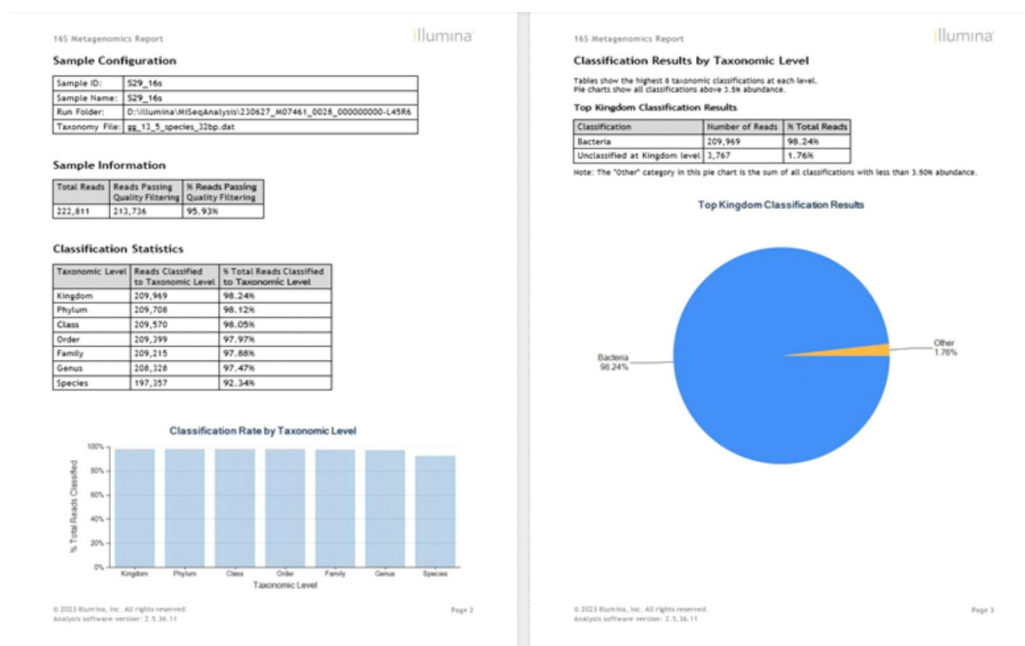 16S Metagenomics Report
illumina
Sample Configuration
Sample ID: S29_16s
Sample Name: S29_16s
Run Folder: D:\Illumina\MiSeqAnalysis\230627_M07461_0028_000000000-L45R6
Taxonomy File: gg_13_5_species_32bp.dat
Sample Information
Total Reads Reads Passing Quality Filtering % Reads Passing Quality Filtering
222,811 213,736 95.93%
Classification Statistics
Taxonomic Level Reads Classified to Taxonomic Level % Total Reads Classified to Taxonomic Level
Kingdom 209,969 98.24%
Phylum 209,708 98.12%
Class 209,570 98.05%
Order 209,399 97.97%
Family 209,215 97.88%
Genus 208,328 97.47%
Species 197,357 92.34%
Classification Rate by Taxonomic Level
% Total Reads Classified
100%
80%
60%
40%
20%
0%
Kingdom Phylum Class Order Family Genus Species
Taxonomic Level
© 2023 Illumina, Inc. All rights reserved.
Analysis software version: 2.5.36.11
Page 2
16S Metagenomics Report
illumina
Classification Results by Taxonomic Level
Tables show the highest 8 taxonomic classifications at each level.
Pie charts show all classifications above 3.5% abundance.
Top Kingdom Classification Results
Classification Number of Reads % Total Reads
Bacteria 209,969 98.24%
Unclassified at Kingdom level 3,767 1.76%
Note: The "Other" category in this pie chart is the sum of all classifications with less than 3.50% abundance.
Top Kingdom Classification Results
Bacteria
98.24%
Other
1.76%
© 2023 Illumina, Inc. All rights reserved.
Analysis software version: 2.5.36.11
Page 3